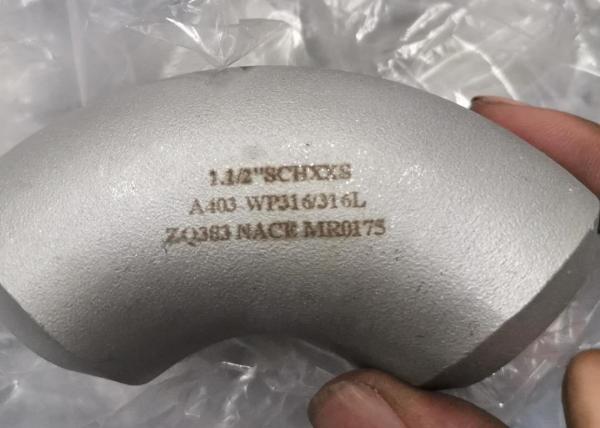 1.1/2"SCHXXS
A403 WP316/316L
ZQ383 NACE MR0175